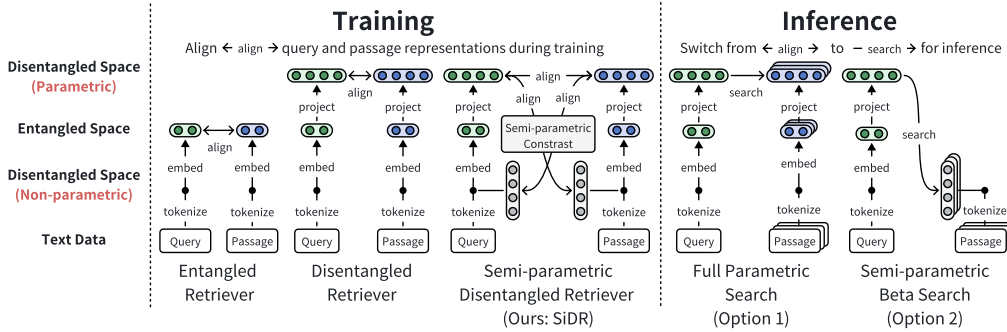 Training
Inference
Align ← align → query and passage representations during training
Switch from ← align → to – search → for inference
Disentangled Space
(Parametric)
align
align
search
align
align
project
project
project
project
project
project
project
Entangled Space
align
Semi-parametric
Constrast
search
embed
embed
embed
embed
embed
embed
embed
embed
embed
Disentangled Space
(Non-parametric)
tokenize
tokenize
tokenize
tokenize
tokenize
tokenize
tokenize
tokenize
tokenize
tokenize
Text Data
Query
Passage
Query
Passage
Query
Passage
Query
Passage
Query
Passage
Entangled
Retriever
Disentangled
Retriever
Semi-parametric
Disentangled Retriever
(Ours: SiDR)
Full Parametric
Search
(Option 1)
Semi-parametric
Beta Search
(Option 2)